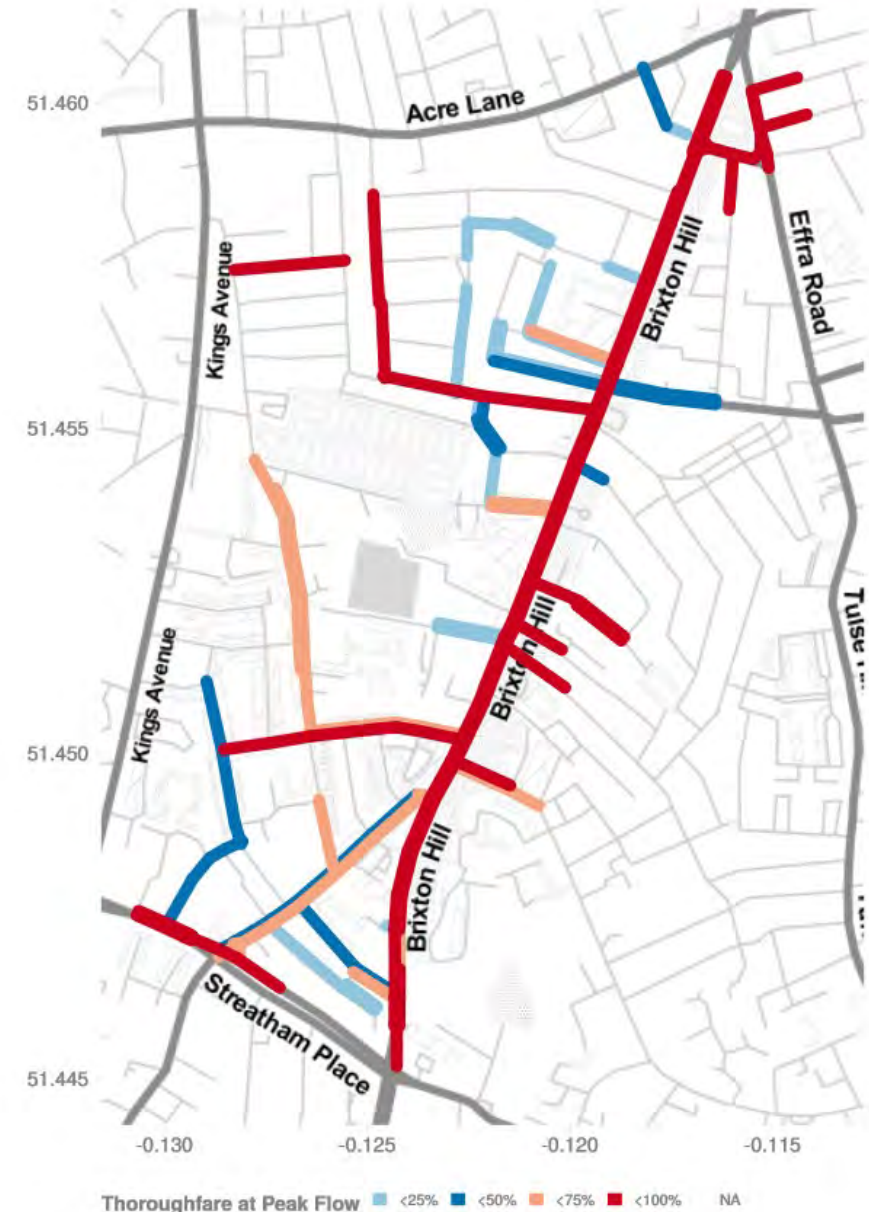 51.460
Acre Lane
Effra Road
Brixton Hill
Kings Avenue
51.455
Brixton Hill
Kings Avenue
51.450
Brixton Hill
Streatham Place
51.445
-0.130 -0.125 -0.120 -0.115
Thoroughfare at Peak Flow <25% <50% <75% <100% NA